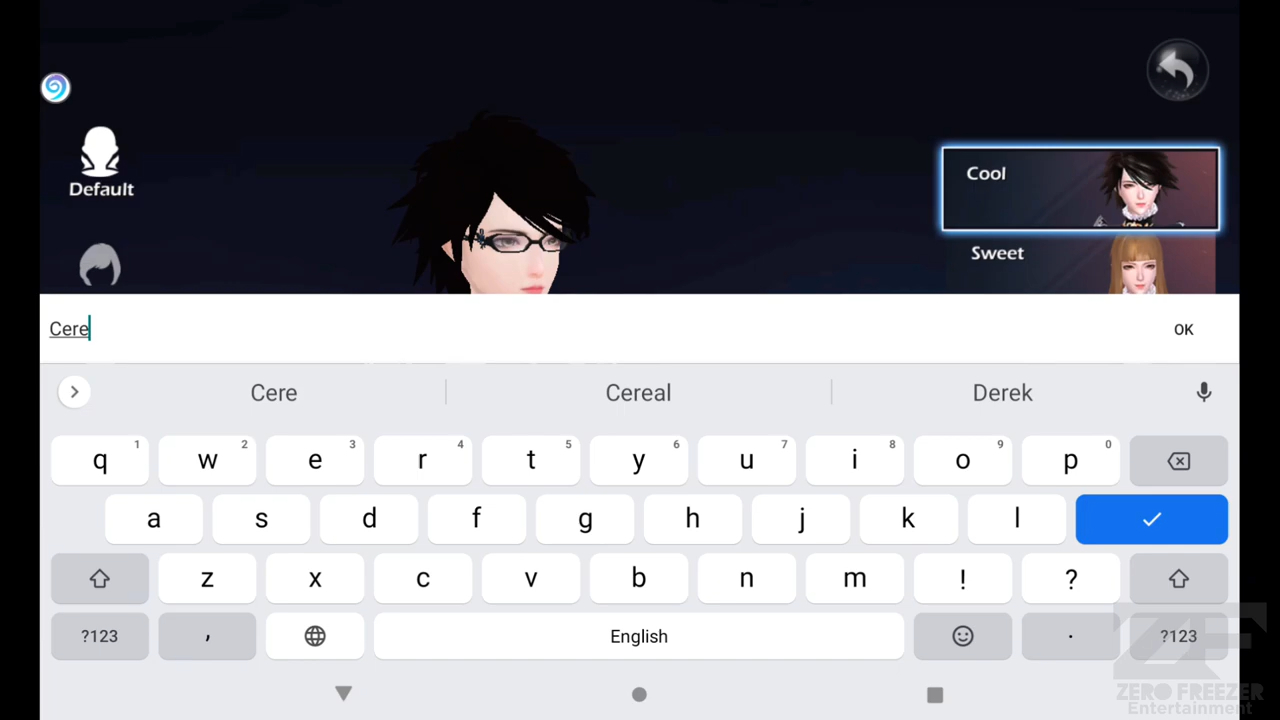 Default
Cool
Sweet
Cere
OK
Cere Cereal Derek
q 1 w 2 e 3 r 4 t 5 y 6 u 7 i 8 o 9 p 0
a s d f g h j k l
z x c v b n m ! ?
?123 , English . ?123
ZF
ZERO FREEZER
Entertainment